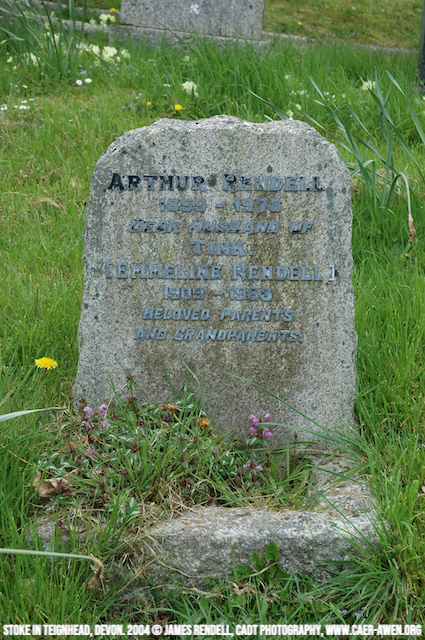 ARTHUR RENDELL
1899 - 1978
DEAR HUSBAND OF
TINK.
[EMMELINE RENDELL]
1909 - 1983
BELOVED PARENTS
AND GRANDPARENTS.
STOKE IN TEIGNHEAD, DEVON. 2004 © JAMES RENDELL, CADT PHOTOGRAPHY, WWW.CAER-AWEN.ORG